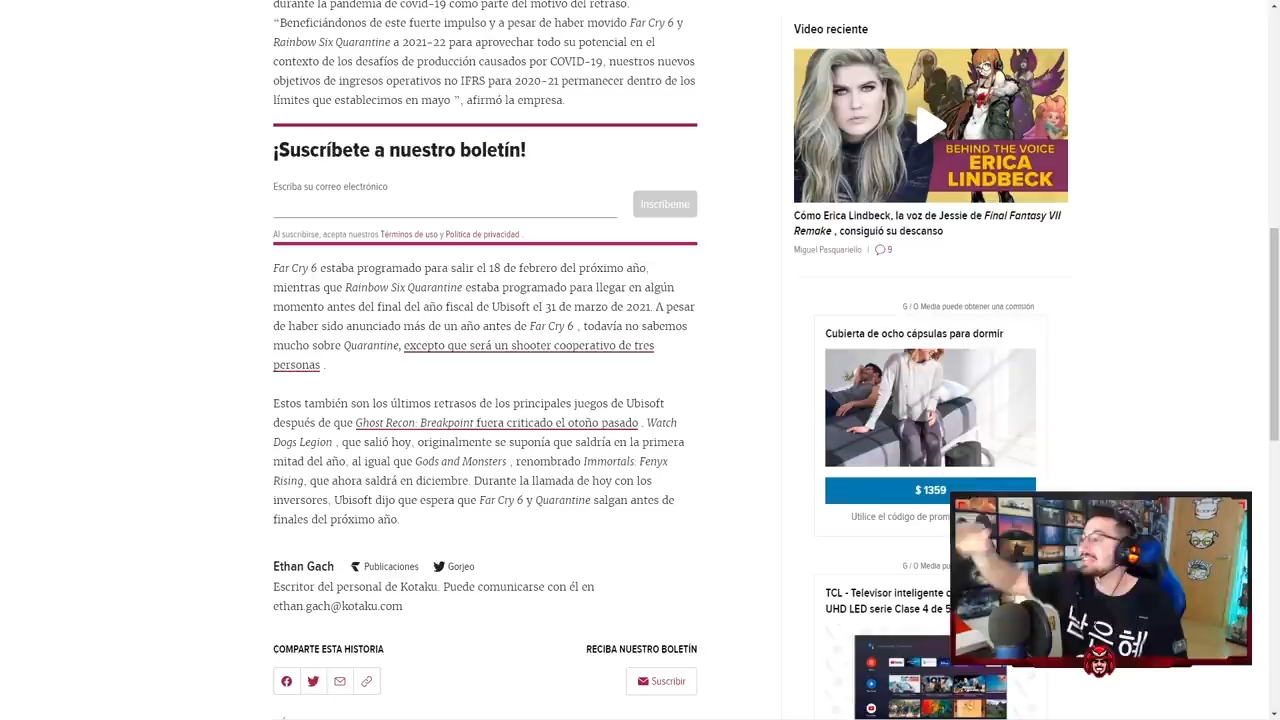 durante la pandemia de covid-19 como parte del motivo del retraso.
“Beneficiándonos de este fuerte impulso y a pesar de haber movido Far Cry 6 y
Rainbow Six Quarantine a 2021-22 para aprovechar todo su potencial en el
contexto de los desafíos de producción causados por COVID-19, nuestros nuevos
objetivos de ingresos operativos no IFRS para 2020-21 permanecer dentro de los
límites que establecimos en mayo ”, afirmó la empresa.
¡Suscríbete a nuestro boletín!
Escriba su correo electrónico
Inscríbeme
Al suscribirse, acepta nuestros Términos de uso y Política de privacidad .
Far Cry 6 estaba programado para salir el 18 de febrero del próximo año,
mientras que Rainbow Six Quarantine estaba programado para llegar en algún
momento antes del final del año fiscal de Ubisoft el 31 de marzo de 2021. A pesar
de haber sido anunciado más de un año antes de Far Cry 6 , todavía no sabemos
mucho sobre Quarantine, excepto que será un shooter cooperativo de tres
personas .
Estos también son los últimos retrasos de los principales juegos de Ubisoft
después de que Ghost Recon: Breakpoint fuera criticado el otoño pasado . Watch
Dogs Legion , que salió hoy, originalmente se suponía que saldría en la primera
mitad del año, al igual que Gods and Monsters , renombrado Immortals: Fenyx
Rising, que ahora saldrá en diciembre. Durante la llamada de hoy con los
inversores, Ubisoft dijo que espera que Far Cry 6 y Quarantine salgan antes de
finales del próximo año.
Ethan Gach Publicaciones Gorjeo
Escritor del personal de Kotaku. Puede comunicarse con él en
ethan.gach@kotaku.com
COMPARTE ESTA HISTORIA
RECIBA NUESTRO BOLETÍN
Suscribir
Video reciente
BEHIND THE VOICE
ERICA
LINDBECK
Cómo Erica Lindbeck, la voz de Jessie de Final Fantasy VII
Remake , consiguió su descanso
Miguel Pasquariello | 9
G / O Media puede obtener una comisión
Cubierta de ocho cápsulas para dormir
$ 1359
Utilice el código de
G / O Media
TCL - Televisor inteligente
UHD LED serie Clase 4 de
남은혜